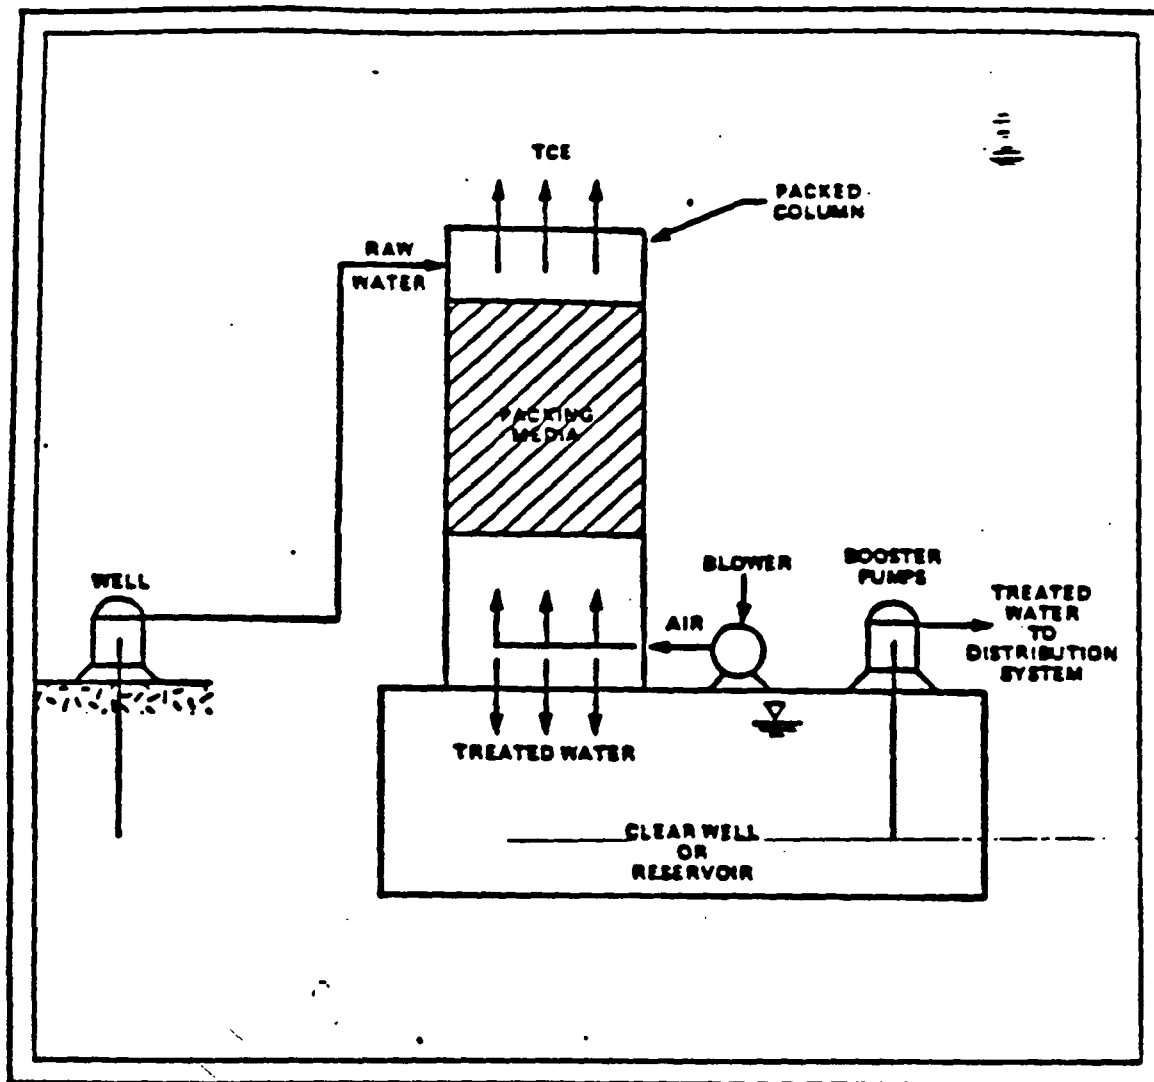 TCE
PACKED
COLUMN
RAW
WATER
PACKING
MEDIA
WELL
BLOWER
BOOSTER
PUMPS
AIR
TREATED
WATER
TO
DISTRIBUTION
SYSTEM
TREATED WATER
CLEAR WELL
OR
RESERVOIR